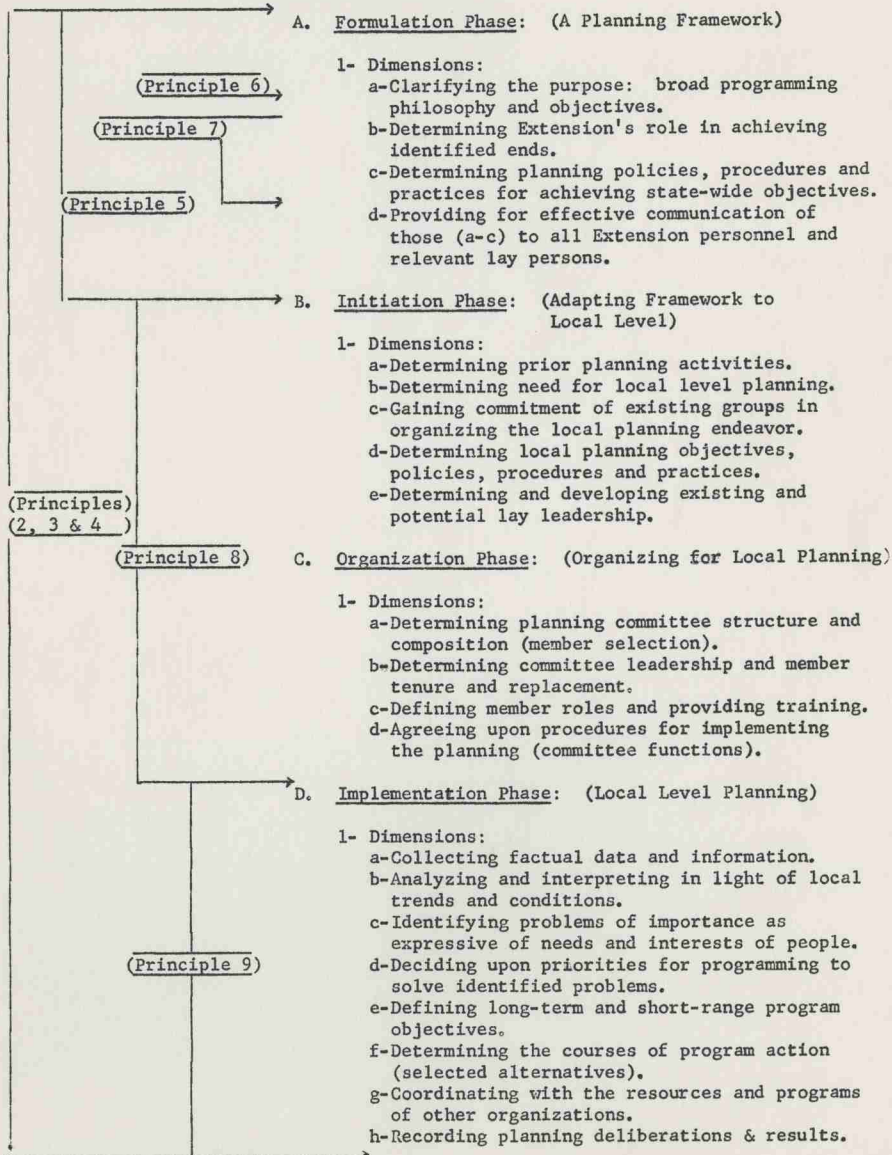 A. Formulation Phase: (A Planning Framework)
1- Dimensions:
a-Clarifying the purpose: broad programming
philosophy and objectives.
(Principle 6)
b-Determining Extension's role in achieving
identified ends.
(Principle 7)
c-Determining planning policies, procedures and
practices for achieving state-wide objectives.
(Principle 5)
d-Providing for effective communication of
those (a-c) to all Extension personnel and
relevant lay persons.
B. Initiation Phase: (Adapting Framework to
Local Level)
1- Dimensions:
a-Determining prior planning activities.
b-Determining need for local level planning.
c-Gaining commitment of existing groups in
organizing the local planning endeavor.
d-Determining local planning objectives,
policies, procedures and practices.
e-Determining and developing existing and
potential lay leadership.
(Principles)
(2, 3 & 4 )
(Principle 8)
C. Organization Phase: (Organizing for Local Planning)
1- Dimensions:
a-Determining planning committee structure and
composition (member selection).
b-Determining committee leadership and member
tenure and replacement.
c-Defining member roles and providing training.
d-Agreeing upon procedures for implementing
the planning (committee functions).
D. Implementation Phase: (Local Level Planning)
1- Dimensions:
a-Collecting factual data and information.
b-Analyzing and interpreting in light of local
trends and conditions.
c-Identifying problems of importance as
expressive of needs and interests of people.
(Principle 9)
d-Deciding upon priorities for programming to
solve identified problems.
e-Defining long-term and short-range program
objectives.
f-Determining the courses of program action
(selected alternatives).
g-Coordinating with the resources and programs
of other organizations.
h-Recording planning deliberations & results.